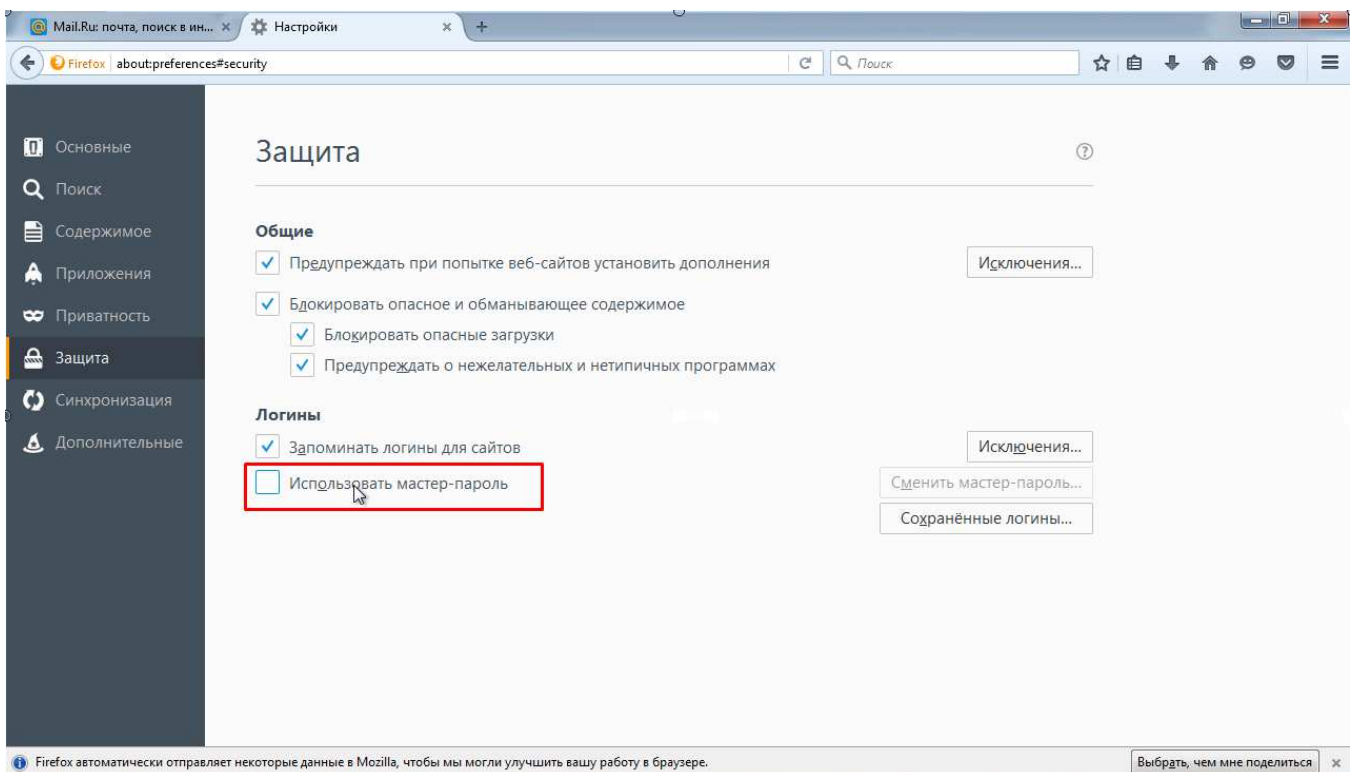 Mail.Ru: почта, поиск в ин...
Настройки
Firefox about:preferences#security
Поиск
Основные
Поиск
Содержимое
Приложения
Приватность
Защита
Синхронизация
Дополнительные
Защита
Общие
Предупреждать при попытке веб-сайтов установить дополнения
Исключения...
Блокировать опасное и обманывающее содержимое
Блокировать опасные загрузки
Предупреждать о нежелательных и нетипичных программах
Логины
Запоминать логины для сайтов
Исключения...
Использовать мастер-пароль
Сменить мастер-пароль...
Сохранённые логины...
Firefox автоматически отправляет некоторые данные в Mozilla, чтобы мы могли улучшить вашу работу в браузере.
Выбрать, чем мне поделиться